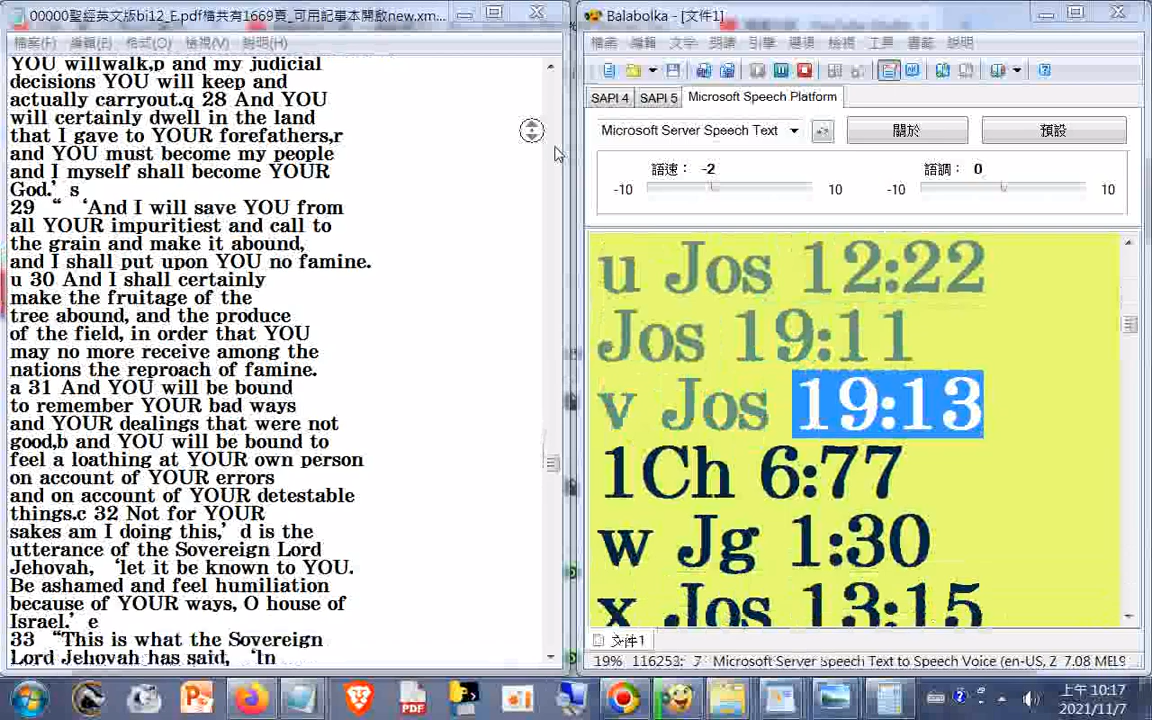 00000聖經英文版bi12_E.pdf檔共有1669頁_可用記事本開啟new.xm...
檔案(F) 編輯(E) 格式(O) 檢視(V) 說明(H)
YOU willwalk,p and my judicial
decisions YOU will keep and
actually carryout.q 28 And YOU
will certainly dwell in the land
that I gave to YOUR forefathers,r
and YOU must become my people
and I myself shall become YOUR
God.’ s
29 “ ‘And I will save YOU from
all YOUR impuritiest and call to
the grain and make it abound,
and I shall put upon YOU no famine.
u 30 And I shall certainly
make the fruitage of the
tree abound, and the produce
of the field, in order that YOU
may no more receive among the
nations the reproach of famine.
a 31 And YOU will be bound
to remember YOUR bad ways
and YOUR dealings that were not
good,b and YOU will be bound to
feel a loathing at YOUR own person
on account of YOUR errors
and on account of YOUR detestable
things.c 32 Not for YOUR
sakes am I doing this,’ d is the
utterance of the Sovereign Lord
Jehovah, ‘let it be known to YOU.
Be ashamed and feel humiliation
because of YOUR ways, O house of
Israel.’ e
33 “This is what the Sovereign
Lord Jehovah has said, ‘In
Balabolka - [文件1]
檔案 編輯 文字 朗讀 引擎 選項 檢視 工具 書籤 說明
SAPI 4 SAPI 5 Microsoft Speech Platform
Microsoft Server Speech Text 關於 預設
語速： -2 語調： 0
-10 10 -10 10
u Jos 12:22
Jos 19:11
v Jos 19:13
1Ch 6:77
w Jg 1:30
x Jos 13:15
文件1
19% 116253: 7 Microsoft Server Speech Text to Speech Voice (en-US, Z 7.08
PDF
上午 10:17
2021/11/7